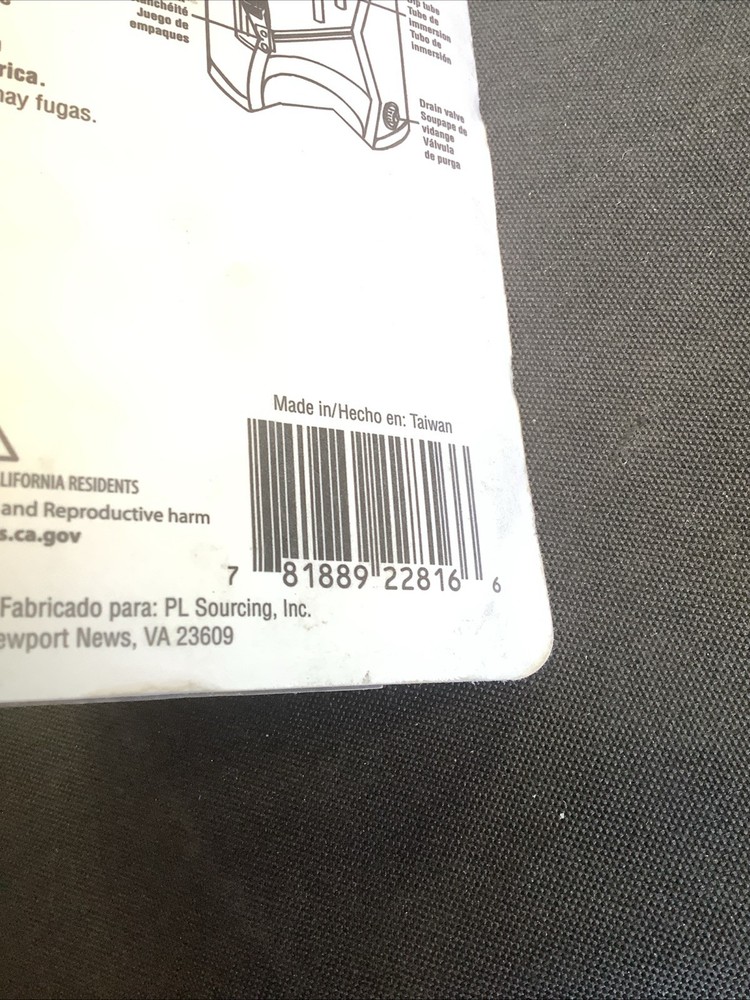 Juego de
empaques
Dip tube
Tube de
immersion
Tubo de
inmersión
rica.
hay fugas.
Drain valve
Soupape de
vidange
Válvula
de purga
Made in/Hecho en: Taiwan
LIFORNIA RESIDENTS
and Reproductive harm
s.ca.gov
7 81889 22816 6
Fabricado para: PL Sourcing, Inc.
ewport News, VA 23609